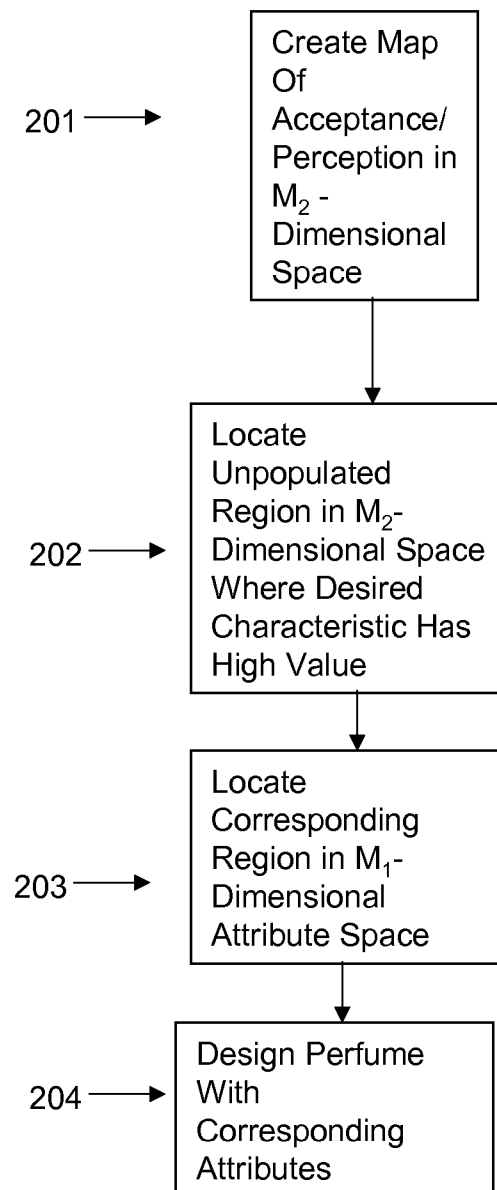 Create Map
Of
201
Acceptance/
Perception in
M₂ -
Dimensional
Space
Locate
Unpopulated
Region in M₂-
202
Dimensional Space
Where Desired
Characteristic Has
High Value
Locate
Corresponding
Region in M₁-
203
Dimensional
Attribute Space
Design Perfume
204
With
Corresponding
Attributes